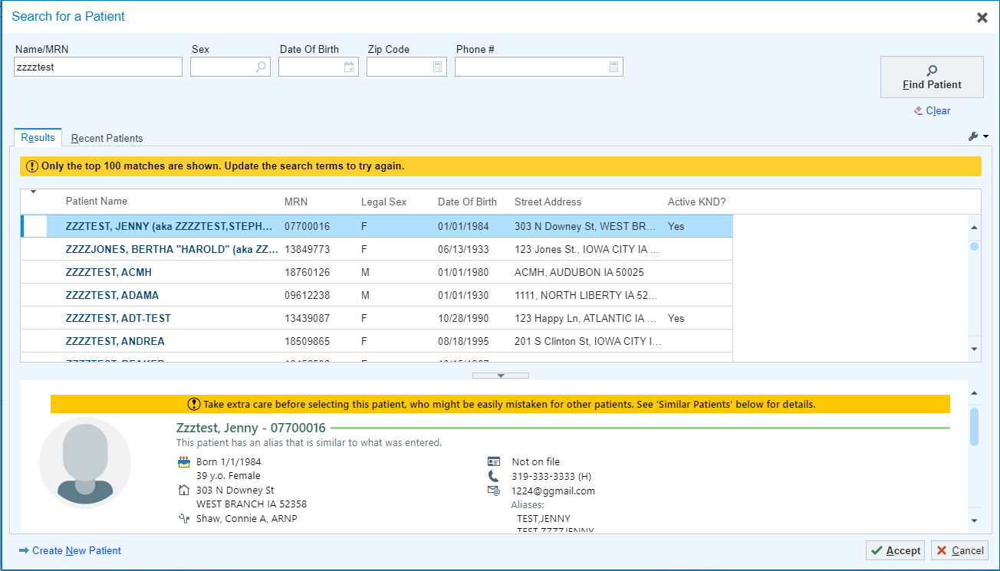 Search for a Patient
Name/MRN Sex Date Of Birth Zip Code Phone #
zzzztest
Find Patient
Clear
Results Recent Patients
Only the top 100 matches are shown. Update the search terms to try again.
Patient Name MRN Legal Sex Date Of Birth Street Address Active KND?
ZZZTEST, JENNY (aka ZZZZTEST,STEPH... 07700016 F 01/01/1984 303 N Downey St, WEST BR... Yes
ZZZZJONES, BERTHA "HAROLD" (aka ZZ... 13849773 F 06/13/1933 123 Jones St., IOWA CITY IA ...
ZZZZTEST, ACMH 18760126 M 01/01/1980 ACMH, AUDUBON IA 50025
ZZZZTEST, ADAMA 09612238 M 01/01/1930 1111, NORTH LIBERTY IA 52...
ZZZZTEST, ADT-TEST 13439087 F 10/28/1990 123 Happy Ln, ATLANTIC IA ... Yes
ZZZZTEST, ANDREA 18509865 F 08/18/1995 201 S Clinton St, IOWA CITY I...
Take extra care before selecting this patient, who might be easily mistaken for other patients. See 'Similar Patients' below for details.
Zzztest, Jenny - 07700016
This patient has an alias that is similar to what was entered.
Born 1/1/1984
39 y.o. Female
303 N Downey St
WEST BRANCH IA 52358
Shaw, Connie A, ARNP
Not on file
319-333-3333 (H)
1224@ggmail.com
Aliases:
TEST,JENNY
TEST,ZZZZJENNY
Create New Patient
Accept Cancel